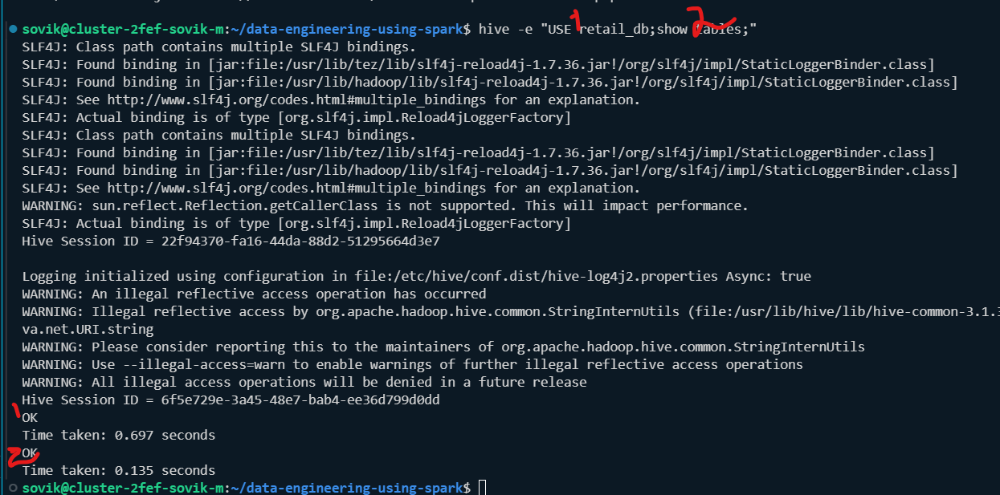 sovik@cluster-2fef-sovik-m:~/data-engineering-using-spark$ hive -e "USE retail_db;show tables;"
1 2
SLF4J: Class path contains multiple SLF4J bindings.
SLF4J: Found binding in [jar:file:/usr/lib/tez/lib/slf4j-reload4j-1.7.36.jar!/org/slf4j/impl/StaticLoggerBinder.class]
SLF4J: Found binding in [jar:file:/usr/lib/hadoop/lib/slf4j-reload4j-1.7.36.jar!/org/slf4j/impl/StaticLoggerBinder.class]
SLF4J: See http://www.slf4j.org/codes.html#multiple_bindings for an explanation.
SLF4J: Actual binding is of type [org.slf4j.impl.Reload4jLoggerFactory]
SLF4J: Class path contains multiple SLF4J bindings.
SLF4J: Found binding in [jar:file:/usr/lib/tez/lib/slf4j-reload4j-1.7.36.jar!/org/slf4j/impl/StaticLoggerBinder.class]
SLF4J: Found binding in [jar:file:/usr/lib/hadoop/lib/slf4j-reload4j-1.7.36.jar!/org/slf4j/impl/StaticLoggerBinder.class]
SLF4J: See http://www.slf4j.org/codes.html#multiple_bindings for an explanation.
WARNING: sun.reflect.Reflection.getCallerClass is not supported. This will impact performance.
SLF4J: Actual binding is of type [org.slf4j.impl.Reload4jLoggerFactory]
Hive Session ID = 22f94370-fa16-44da-88d2-51295664d3e7
Logging initialized using configuration in file:/etc/hive/conf.dist/hive-log4j2.properties Async: true
WARNING: An illegal reflective access operation has occurred
WARNING: Illegal reflective access by org.apache.hadoop.hive.common.StringInternUtils (file:/usr/lib/hive/lib/hive-common-3.1.3
va.net.URI.string
WARNING: Please consider reporting this to the maintainers of org.apache.hadoop.hive.common.StringInternUtils
WARNING: Use --illegal-access=warn to enable warnings of further illegal reflective access operations
WARNING: All illegal access operations will be denied in a future release
Hive Session ID = 6f5e729e-3a45-48e7-bab4-ee36d799d0dd
1 OK
Time taken: 0.697 seconds
2 OK
Time taken: 0.135 seconds
sovik@cluster-2fef-sovik-m:~/data-engineering-using-spark$